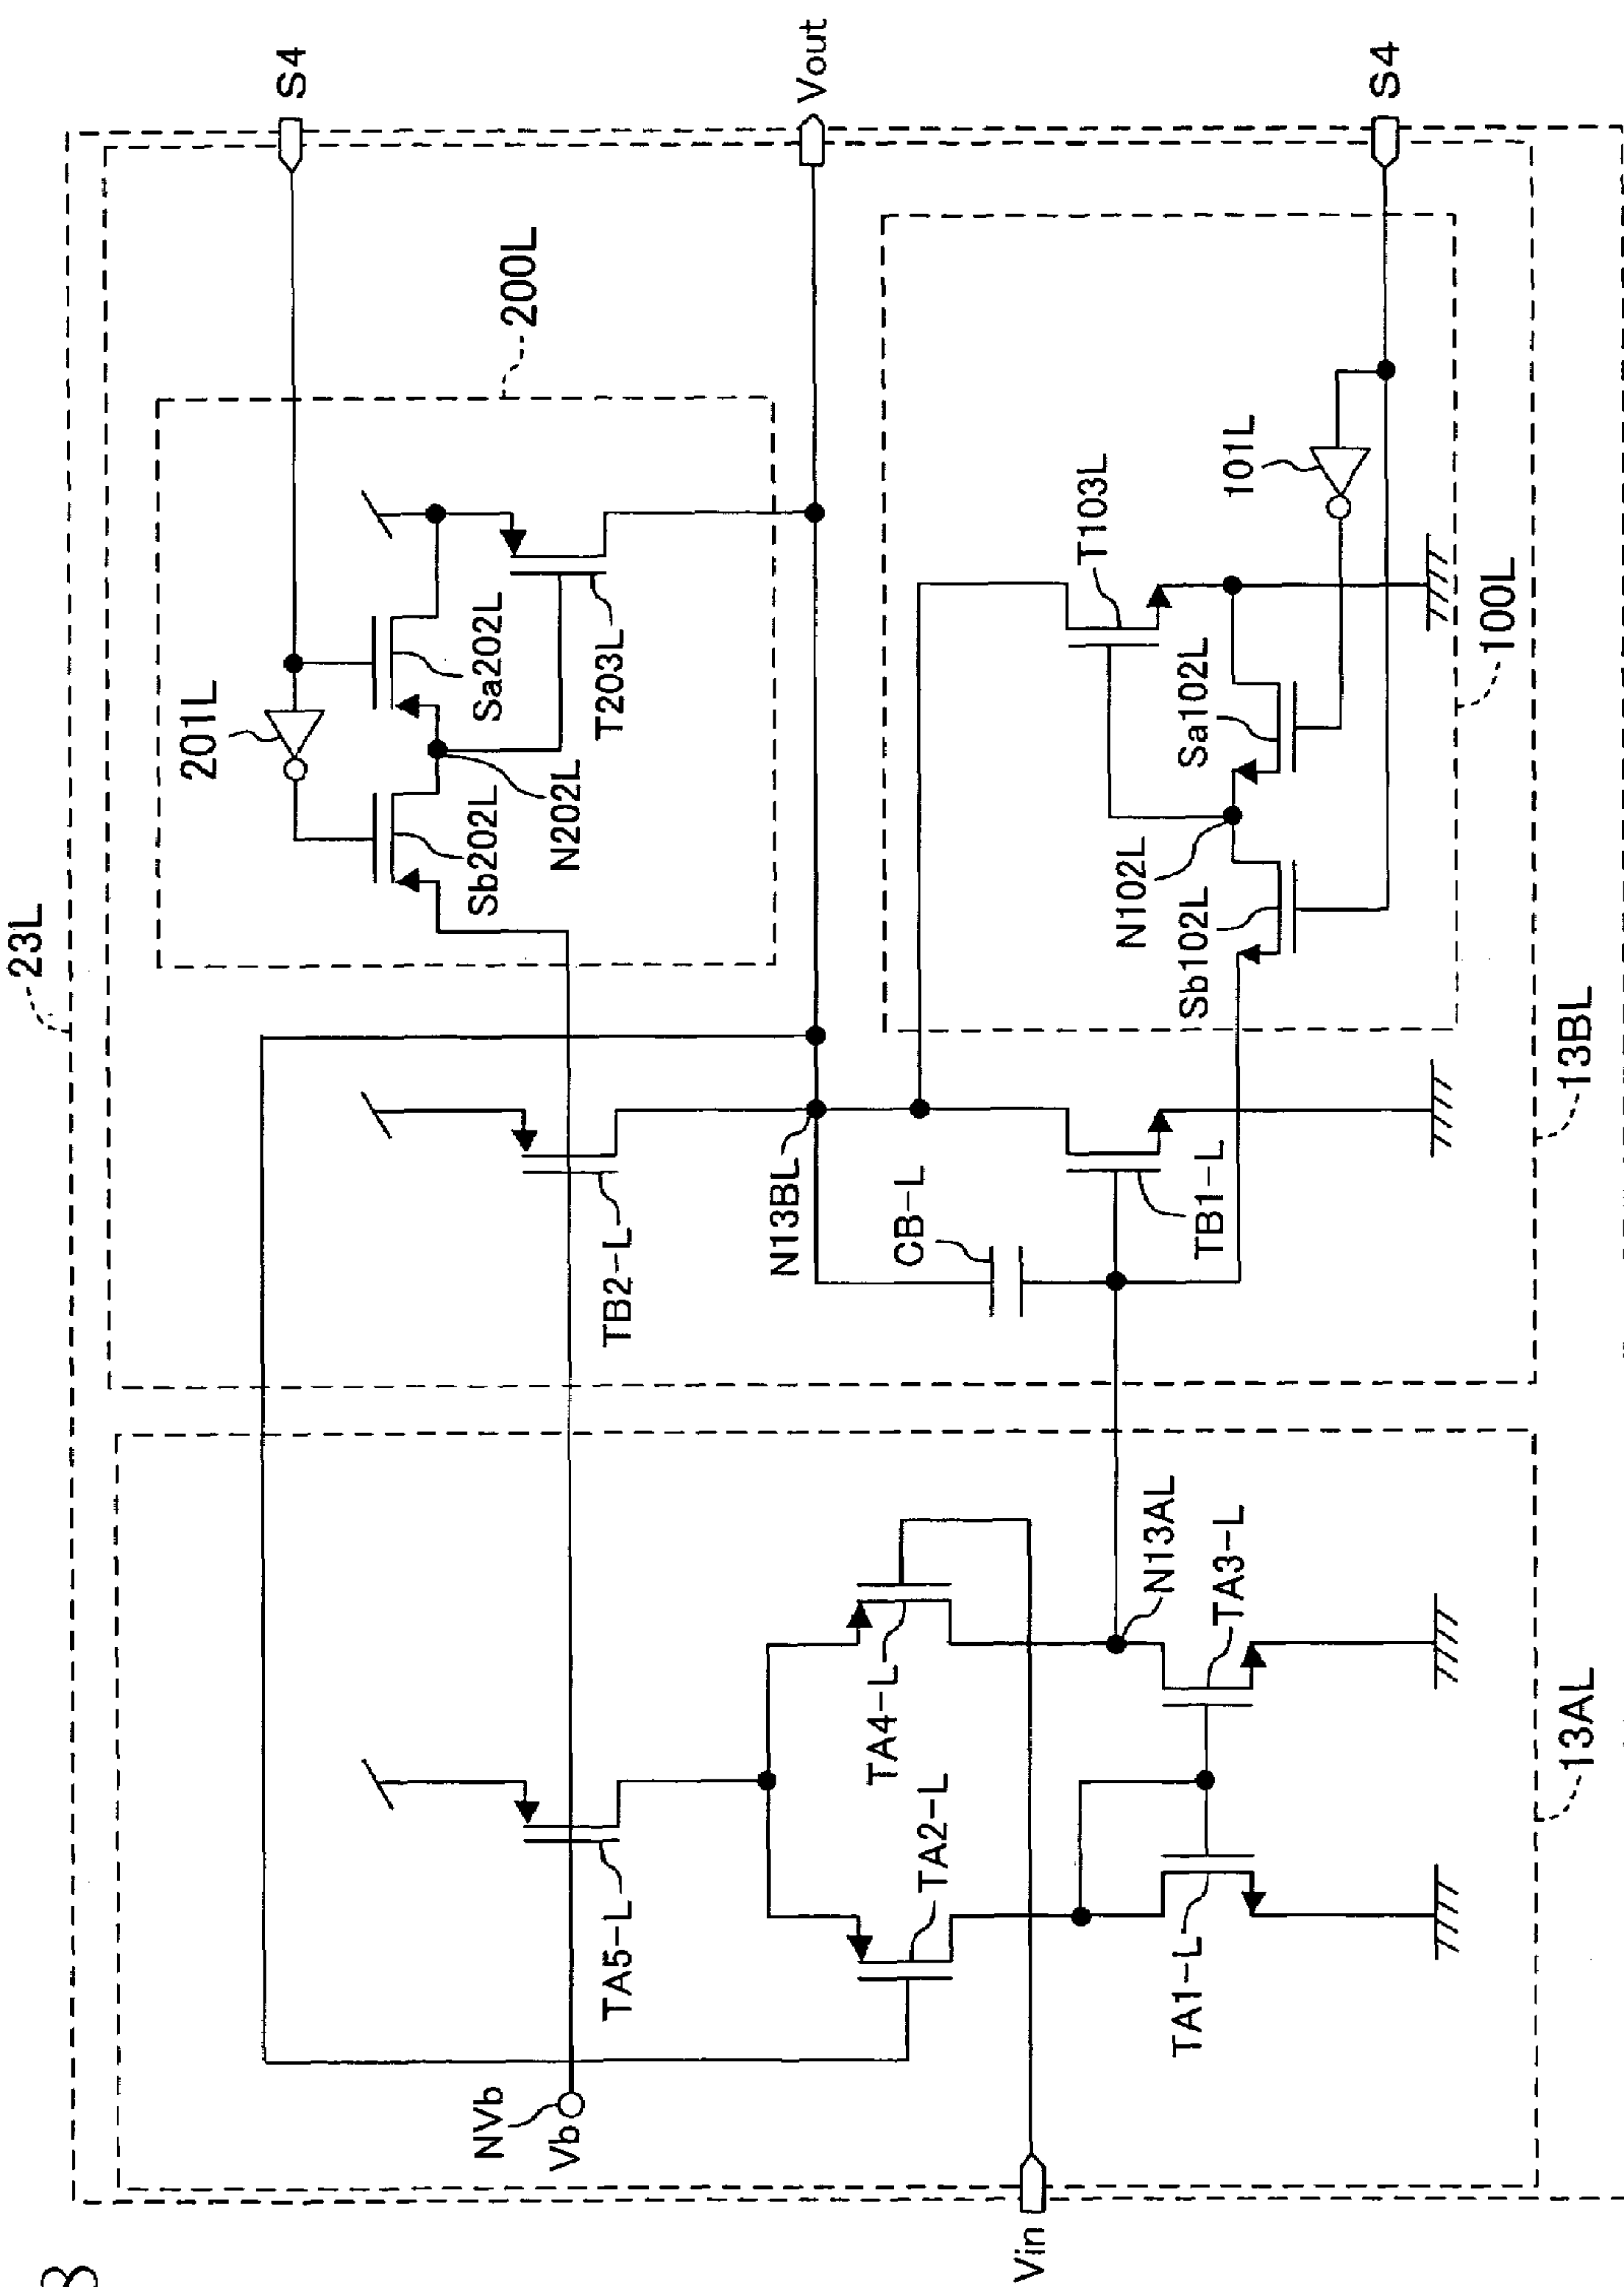 23L
S4
201L
200L
Sb202L
Sa202L
N202L
T203L
Vout
NVb
Vb
TA5-L
TB2-L
N13BL
TA4-L
TA2-L
CB-L
T103L
101L
Vin
N13AL
TA3-L
TA1-L
TB1-L
N102L
Sb102L
Sa102L
S4
100L
13AL
13BL